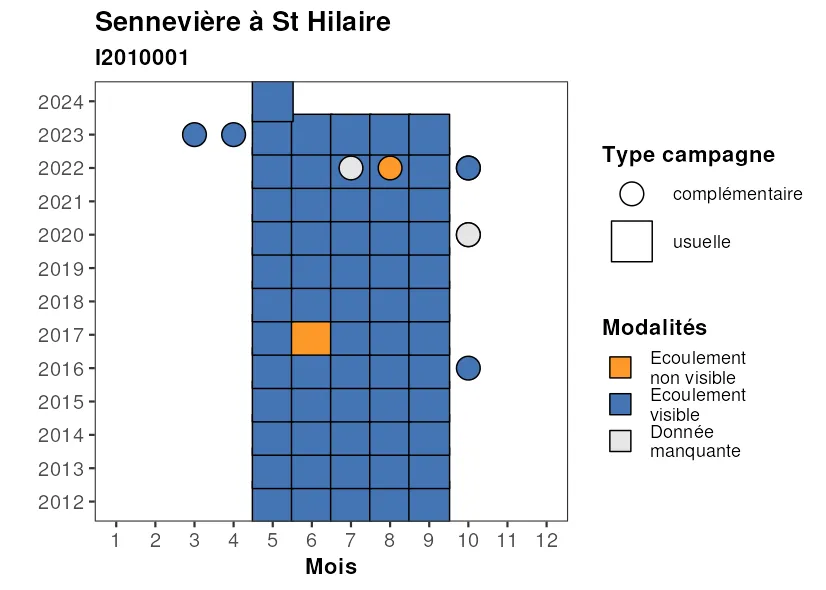 Sennevière à St Hilaire
I2010001
2024
2023
2022
2021
2020
2019
2018
2017
2016
2015
2014
2013
2012
1 2 3 4 5 6 7 8 9 10 11 12
Mois
Type campagne
complémentaire
usuelle
Modalités
Ecoulement
non visible
Ecoulement
visible
Donnée
manquante